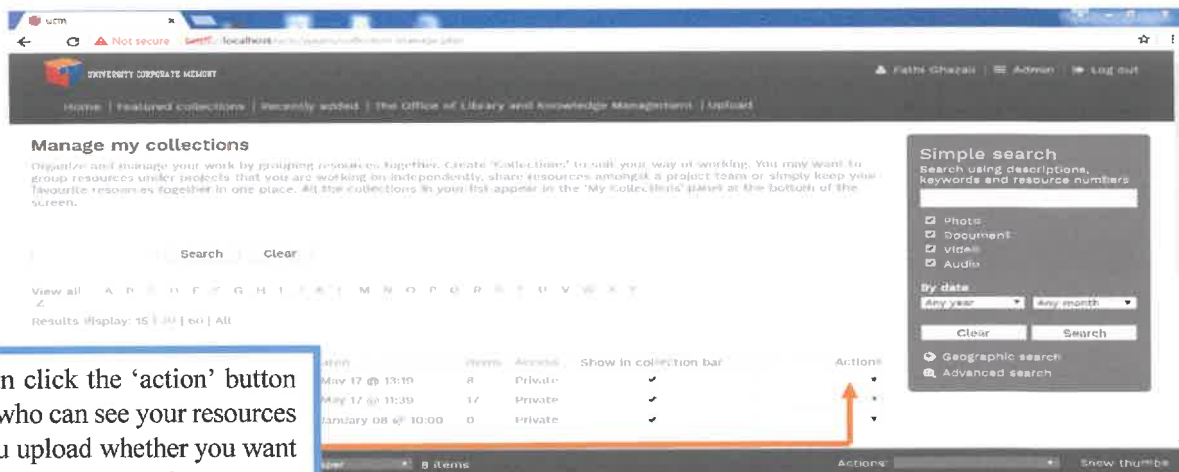 ucm
Not secure localhost
UNIVERSITY CORPORATE MEMORY
Fathi Ghazali | Admin | Log out
Home | Featured collections | Recently added | The Office of Library and Knowledge Management | Upload
Manage my collections
Organize and manage your work by grouping resources together. Create 'Collections' to suit your way of working. You may want to
group resources under projects that you are working on independently, share resources amongst a project team or simply keep your
favourite resources together in one place. All the collections in your list appear in the 'My Collections' panel at the bottom of the
screen.
Search Clear
View all A B C D E F G H I J K L M N O P Q R S T U V W X Y
Z
Results display: 15 | 30 | 60 | All
Items Access Show in collection bar Actions
May 17 @ 13:19 8 Private
May 17 @ 11:39 17 Private
January 08 @ 10:00 0 Private
n click the 'action' button
who can see your resources
u upload whether you want
8 items Actions: Show thumbs
Simple search
Search using descriptions,
keywords and resource numbers
Photo
Document
Video
Audio
By date
Any year Any month
Clear Search
Geographic search
Advanced search